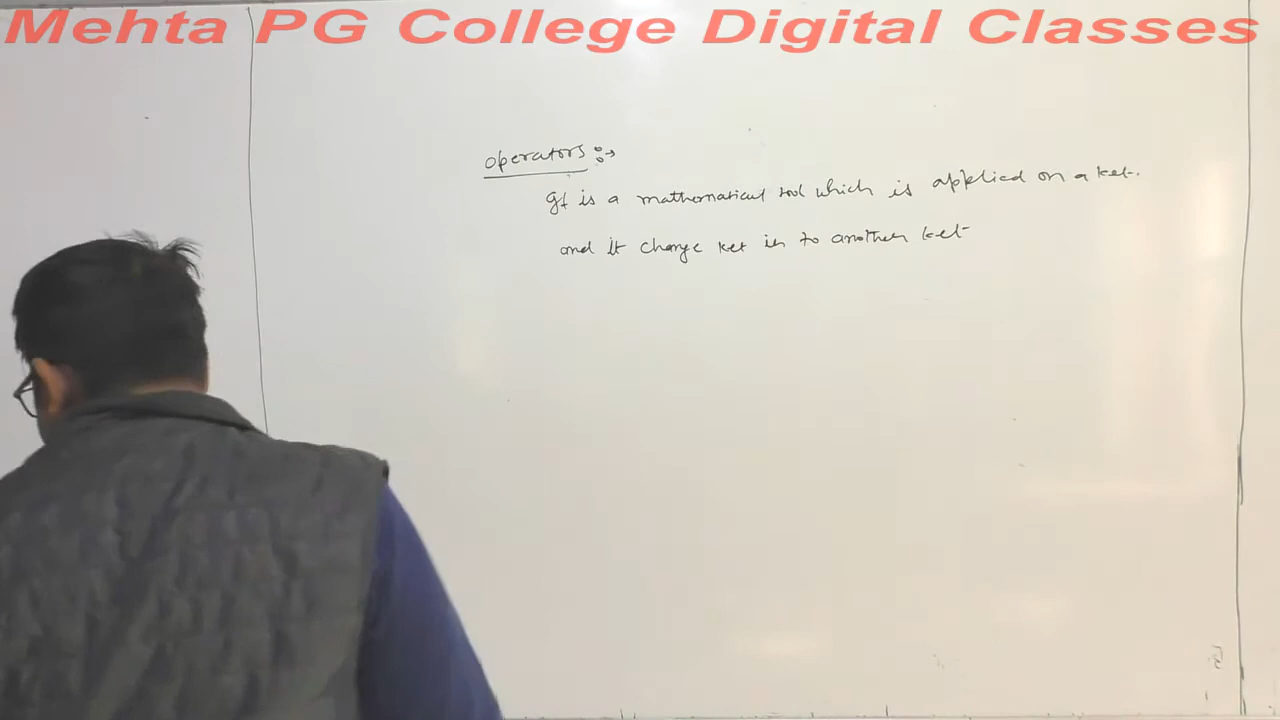 Mehta PG College Digital Classes
operators :→
It is a mathematical tool which is applied on a ket.
and it change ket in to another ket